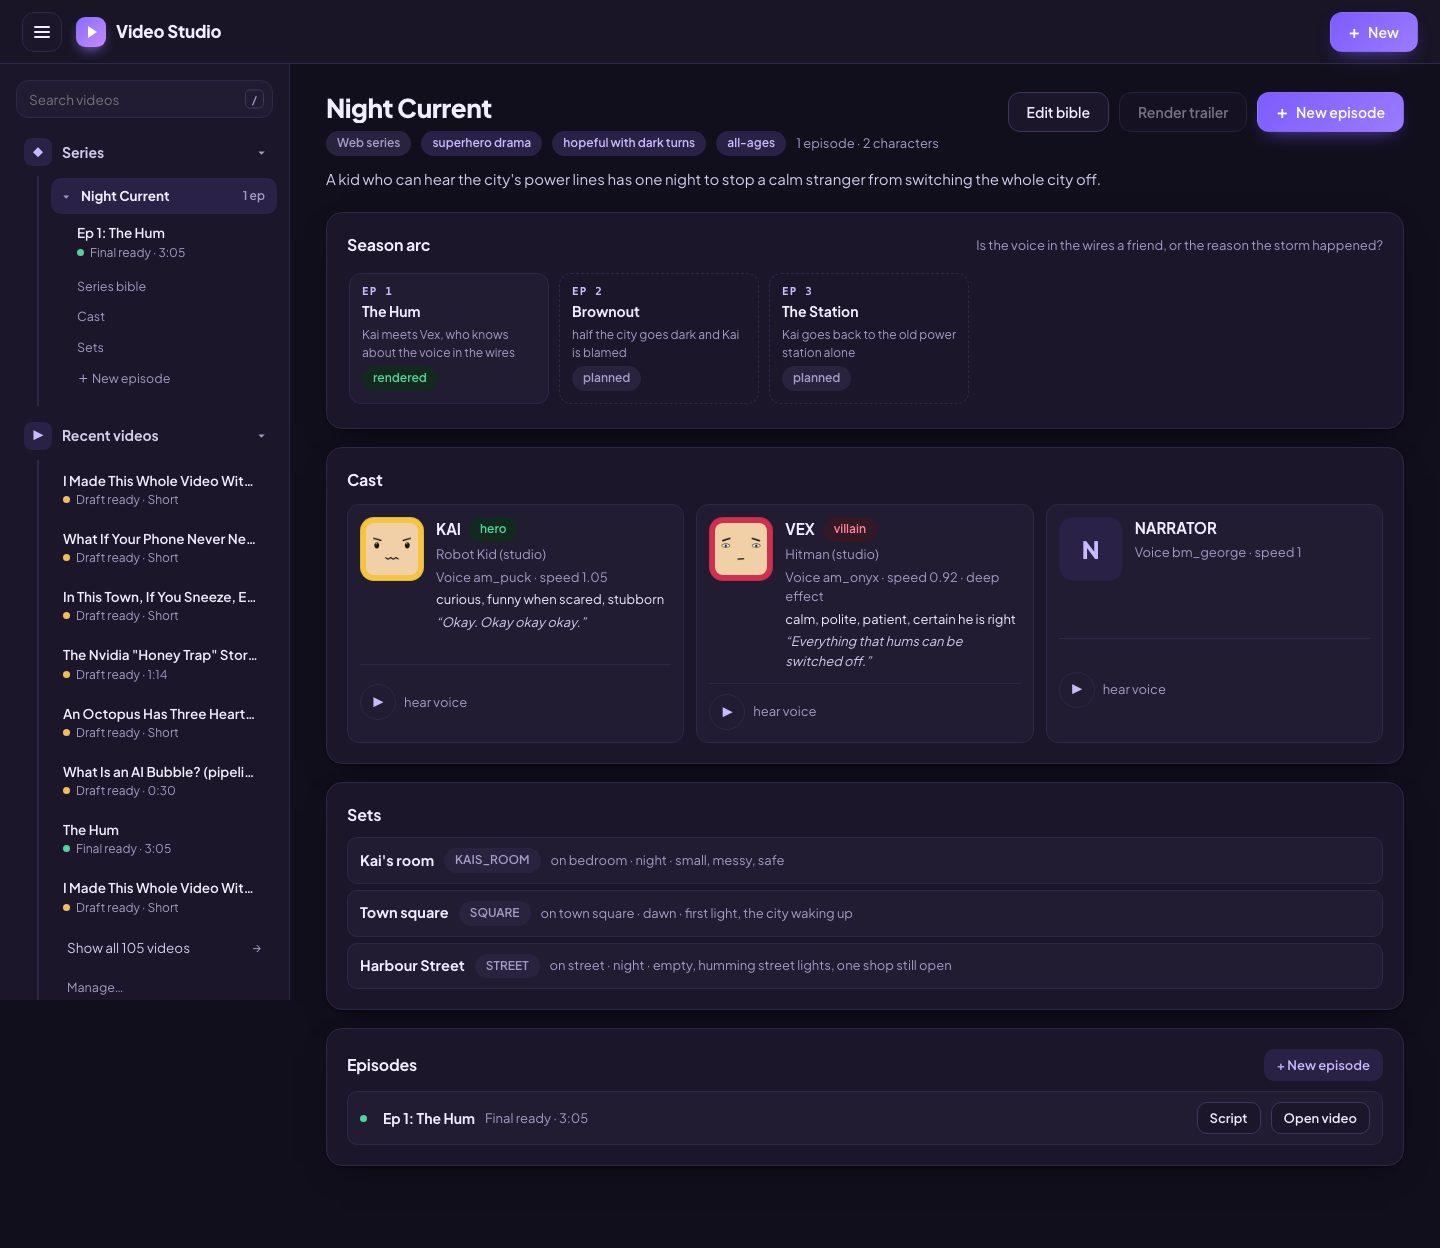 Video Studio
+ New
Search videos
/
Series
Night Current
1 ep
Ep 1: The Hum
Final ready · 3:05
Series bible
Cast
Sets
+ New episode
Recent videos
I Made This Whole Video Wit...
Draft ready · Short
What If Your Phone Never Ne...
Draft ready · Short
In This Town, If You Sneeze, E...
Draft ready · Short
The Nvidia "Honey Trap" Stor...
Draft ready · 1:14
An Octopus Has Three Heart...
Draft ready · Short
What Is an AI Bubble? (pipeli...
Draft ready · 0:30
The Hum
Final ready · 3:05
I Made This Whole Video Wit...
Draft ready · Short
Show all 105 videos →
Manage...
Night Current
Edit bible
Render trailer
+ New episode
Web series
superhero drama
hopeful with dark turns
all-ages
1 episode · 2 characters
A kid who can hear the city's power lines has one night to stop a calm stranger from switching the whole city off.
Season arc
Is the voice in the wires a friend, or the reason the storm happened?
EP 1
The Hum
Kai meets Vex, who knows
about the voice in the wires
rendered
EP 2
Brownout
half the city goes dark and Kai
is blamed
planned
EP 3
The Station
Kai goes back to the old power
station alone
planned
Cast
KAI
hero
Robot Kid (studio)
Voice am_puck · speed 1.05
curious, funny when scared, stubborn
“Okay. Okay okay okay.”
hear voice
VEX
villain
Hitman (studio)
Voice am_onyx · speed 0.92 · deep
effect
calm, polite, patient, certain he is right
“Everything that hums can be
switched off.”
hear voice
N
NARRATOR
Voice bm_george · speed 1
hear voice
Sets
Kai's room
KAIS_ROOM
on bedroom · night · small, messy, safe
Town square
SQUARE
on town square · dawn · first light, the city waking up
Harbour Street
STREET
on street · night · empty, humming street lights, one shop still open
Episodes
+ New episode
Ep 1: The Hum
Final ready · 3:05
Script
Open video